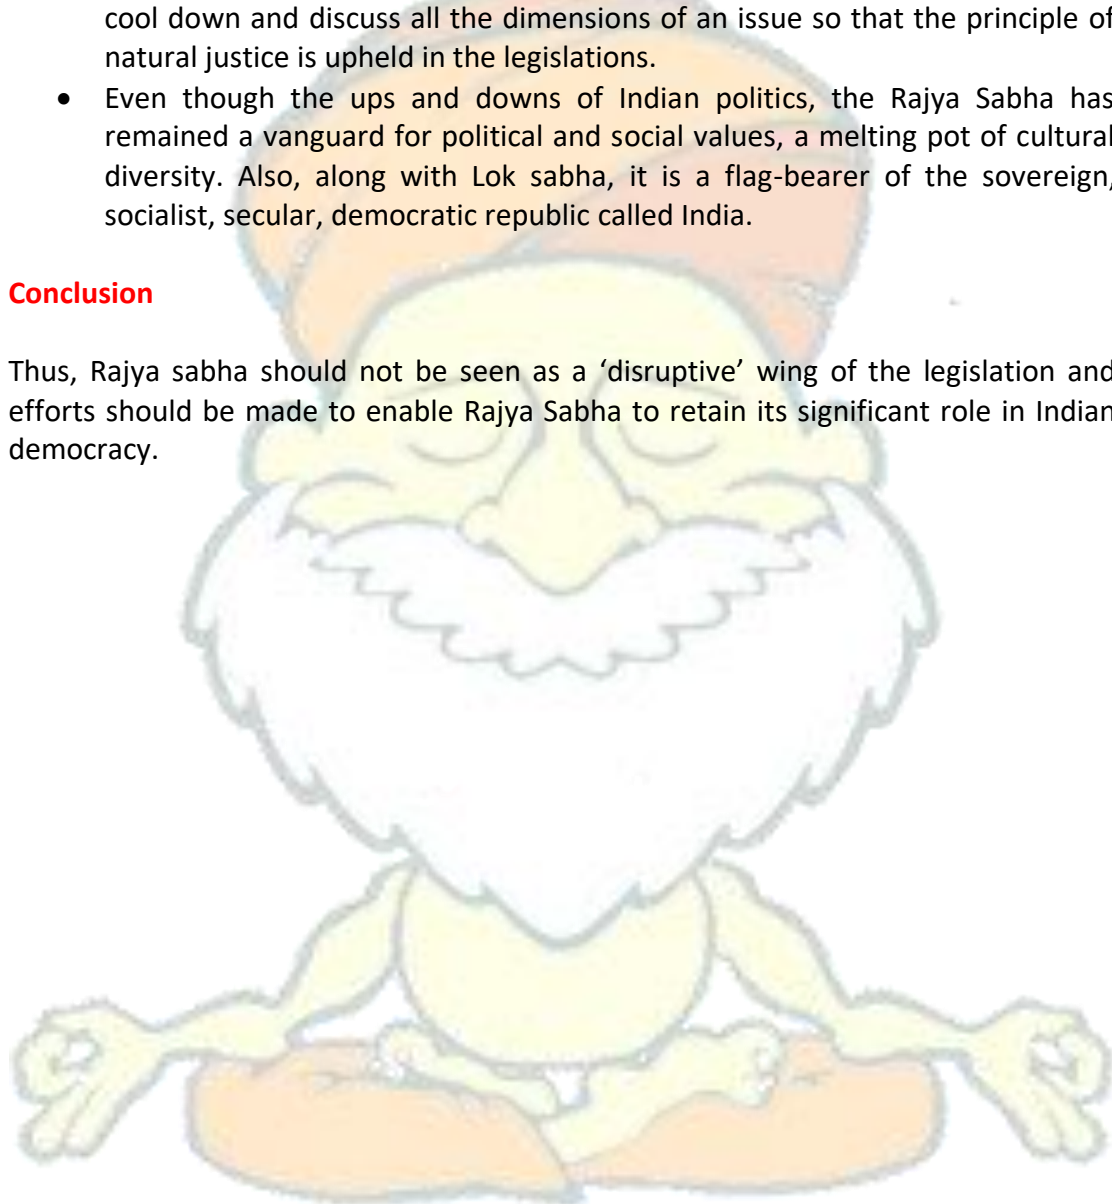 cool down and discuss all the dimensions of an issue so that the principle of
natural justice is upheld in the legislations.
• Even though the ups and downs of Indian politics, the Rajya Sabha has
remained a vanguard for political and social values, a melting pot of cultural
diversity. Also, along with Lok sabha, it is a flag-bearer of the sovereign,
socialist, secular, democratic republic called India.
Conclusion
Thus, Rajya sabha should not be seen as a ‘disruptive’ wing of the legislation and
efforts should be made to enable Rajya Sabha to retain its significant role in Indian
democracy.